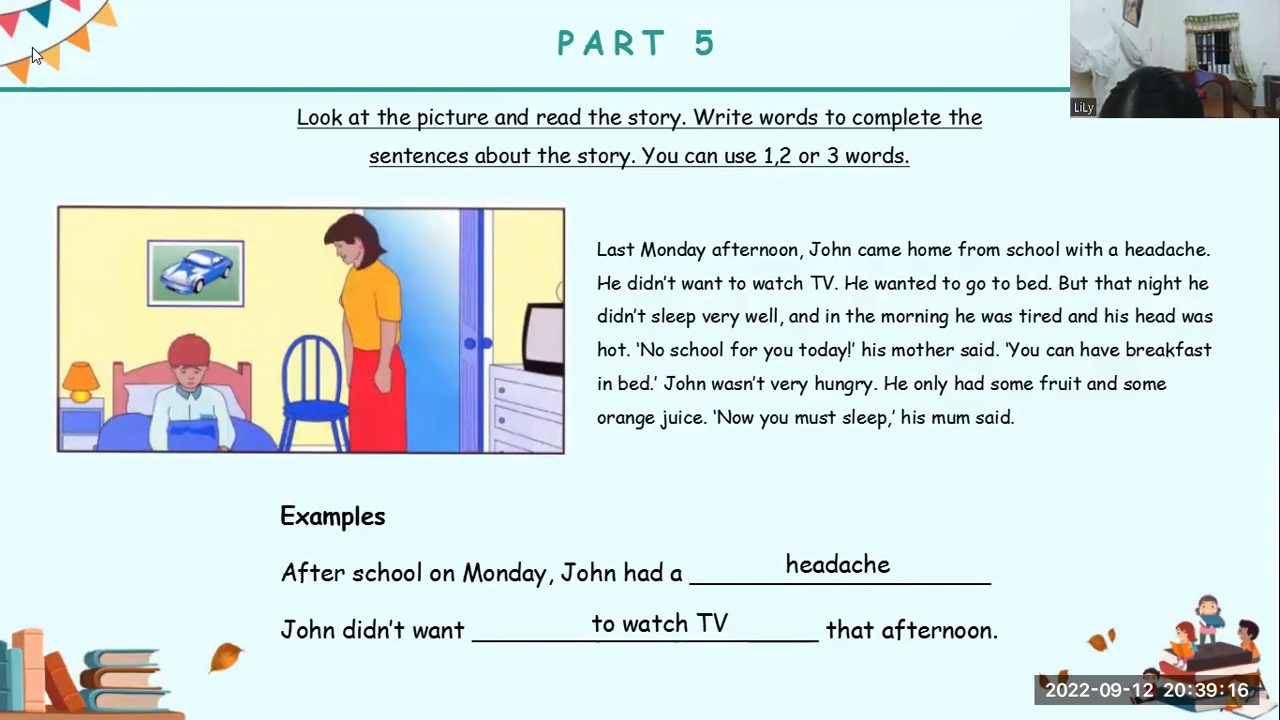 PART 5
LiLy
Look at the picture and read the story. Write words to complete the
sentences about the story. You can use 1,2 or 3 words.
Last Monday afternoon, John came home from school with a headache.
He didn't want to watch TV. He wanted to go to bed. But that night he
didn't sleep very well, and in the morning he was tired and his head was
hot. 'No school for you today!' his mother said. 'You can have breakfast
in bed.' John wasn't very hungry. He only had some fruit and some
orange juice. 'Now you must sleep,' his mum said.
Examples
After school on Monday, John had a headache
John didn't want to watch TV that afternoon.
2022-09-12 20:39:16